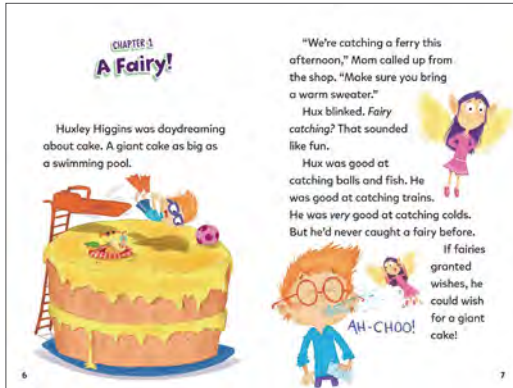 CHAPTER 1
A Fairy!
Huxley Higgins was daydreaming
about cake. A giant cake as big as
a swimming pool.
6
“We’re catching a ferry this
afternoon,” Mom called up from
the shop. “Make sure you bring
a warm sweater.”
Hux blinked. Fairy
catching? That sounded
like fun.
Hux was good at
catching balls and fish. He
was good at catching trains.
He was very good at catching colds.
But he’d never caught a fairy before.
If fairies
granted
wishes, he
could wish
for a giant
cake!
AH-CHOO!
7